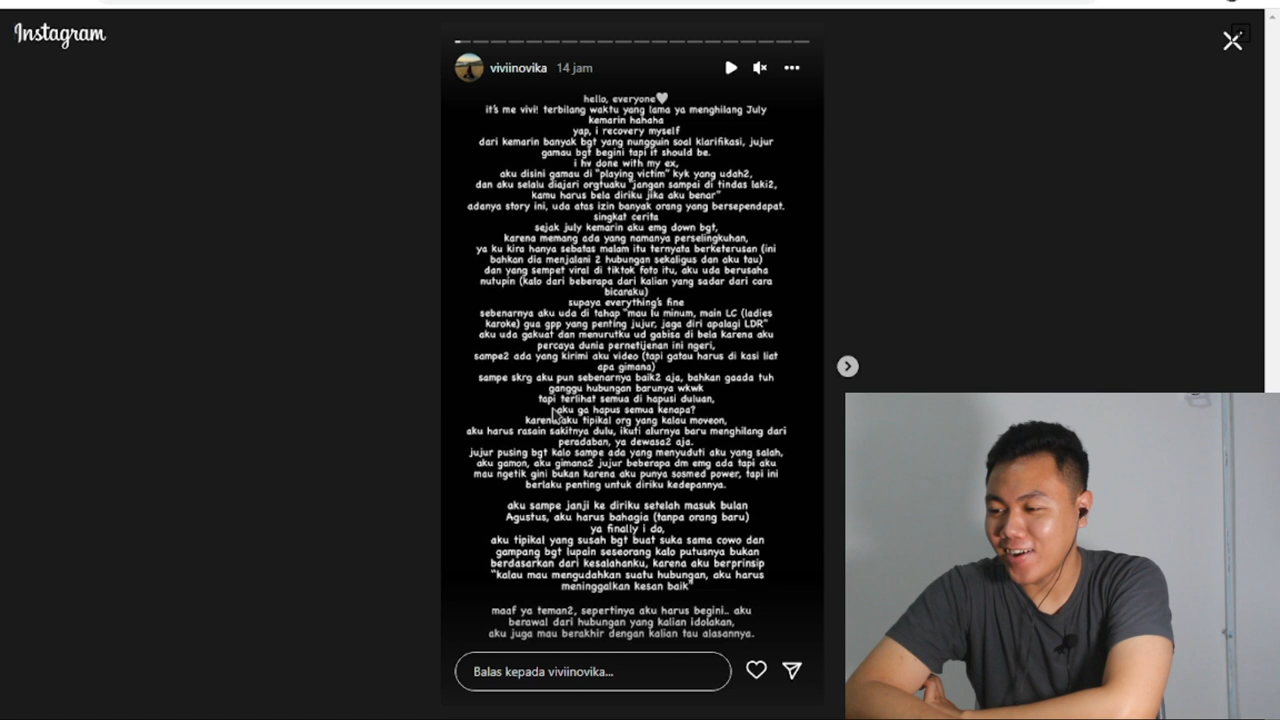 Instagram
viviinovika 14 jam
hello, everyone🤍
it's me vivi! terbilang waktu yang lama ya menghilang July
kemarin hahaha
yap, i recovery myself
dari kemarin banyak bgt yang nungguin soal klarifikasi, jujur
gamau bgt begini tapi it should be.
i hv done with my ex,
aku disini gamau di "playing victim" kyk yang udah2,
dan aku selalu diajari orgtuaku "jangan sampai di tindas laki2,
kamu harus bela diriku jika aku benar"
adanya story ini, uda atas izin banyak orang yang bersependapat.
singkat cerita
sejak july kemarin aku emg down bgt,
karena memang ada yang namanya perselingkuhan,
ya ku kira hanya sebatas malam itu ternyata berketerusan (ini
bahkan dia menjalani 2 hubungan sekaligus dan aku tau)
dan yang sempet viral di tiktok foto itu, aku uda berusaha
nutupin (kalo dari beberapa dari kalian yang sadar dari cara
bicaraku)
supaya everything's fine
sebenarnya aku uda di tahap "mau lu minum, main LC (ladies
karoke) gua gpp yang penting jujur, jaga diri apalagi LDR"
aku uda gakuat dan menurutku ud gabisa di bela karena aku
percaya dunia pernetijenan ini ngeri,
sampe2 ada yang kirimi aku video (tapi gatau harus di kasi liat
apa gimana)
sampe skrg aku pun sebenarnya baik2 aja, bahkan gaada tuh
ganggu hubungan barunya wkwk
tapi terlihat semua di hapusi duluan,
aku ga hapus semua kenapa?
karena aku tipikal org yang kalau moveon,
aku harus rasain sakitnya dulu, ikuti alurnya baru menghilang dari
peradaban, ya dewasa2 aja.
jujur pusing bgt kalo sampe ada yang menyuduti aku yang salah,
aku gamon, aku gimana2 jujur beberapa dm emg ada tapi aku
mau ngetik gini bukan karena aku punya sosmed power, tapi ini
berlaku penting untuk diriku kedepannya.
aku sampe janji ke diriku setelah masuk bulan
Agustus, aku harus bahagia (tanpa orang baru)
ya finally i do,
aku tipikal yang susah bgt buat suka sama cowo dan
gampang bgt lupain seseorang kalo putusnya bukan
berdasarkan dari kesalahanku, karena aku berprinsip
"kalau mau mengudahkan suatu hubungan, aku harus
meninggalkan kesan baik"
maaf ya teman2, sepertinya aku harus begini.. aku
berawal dari hubungan yang kalian idolakan,
aku juga mau berakhir dengan kalian tau alasannya.
Balas kepada viviinovika...